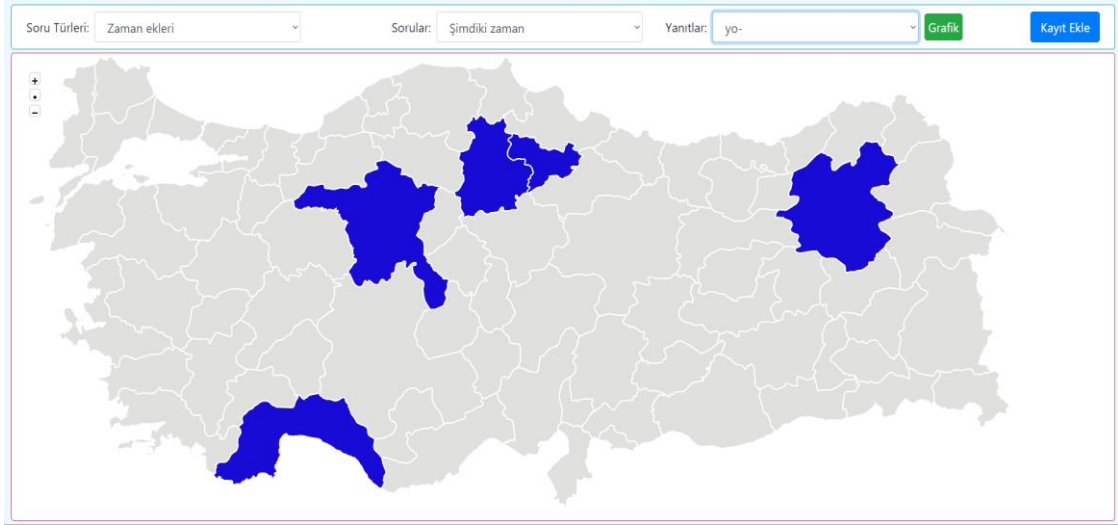 Soru Türleri: Zaman ekleri Sorular: Şimdiki zaman Yanıtlar: yo- Grafik Kayıt Ekle
+
•
−